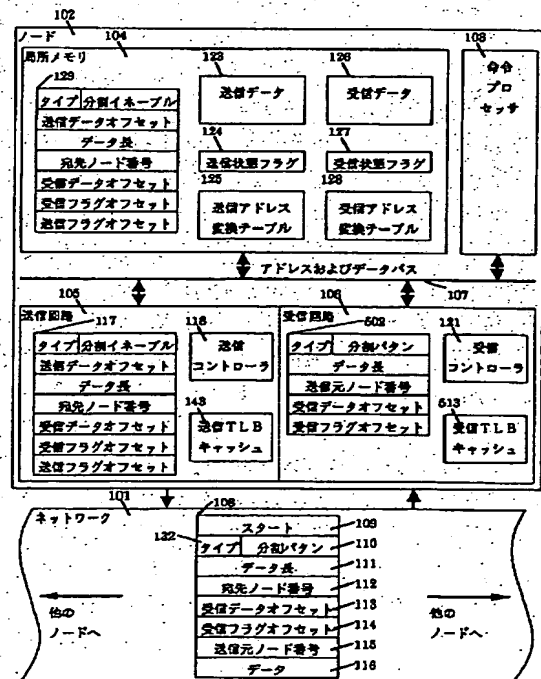 102
ノード
104
局所メモリ
129
タイプ 分割イネーブル
送信データオフセット
データ長
宛先ノード番号
受信データオフセット
受信フラグオフセット
送信フラグオフセット
123
送信データ
124
送信状態フラグ
125
送信アドレス
変換テーブル
126
受信データ
127
受信状態フラグ
128
受信アドレス
変換テーブル
103
命令
プロ
セッサ
アドレスおよびデータバス
107
105
送信回路
117
タイプ 分割イネーブル
送信データオフセット
データ長
宛先ノード番号
受信データオフセット
受信フラグオフセット
送信フラグオフセット
118
送信
コントローラ
143
送信TLB
キャッシュ
106
受信回路
502
タイプ 分割パタン
データ長
送信元ノード番号
受信データオフセット
受信フラグオフセット
121
受信
コントローラ
513
受信TLB
キャッシュ
101
ネットワーク
108
スタート
109
122
タイプ 分割パタン
110
データ長
111
宛先ノード番号
112
受信データオフセット
113
受信フラグオフセット
114
送信元ノード番号
115
データ
116
他の
ノードへ
他の
ノードへ